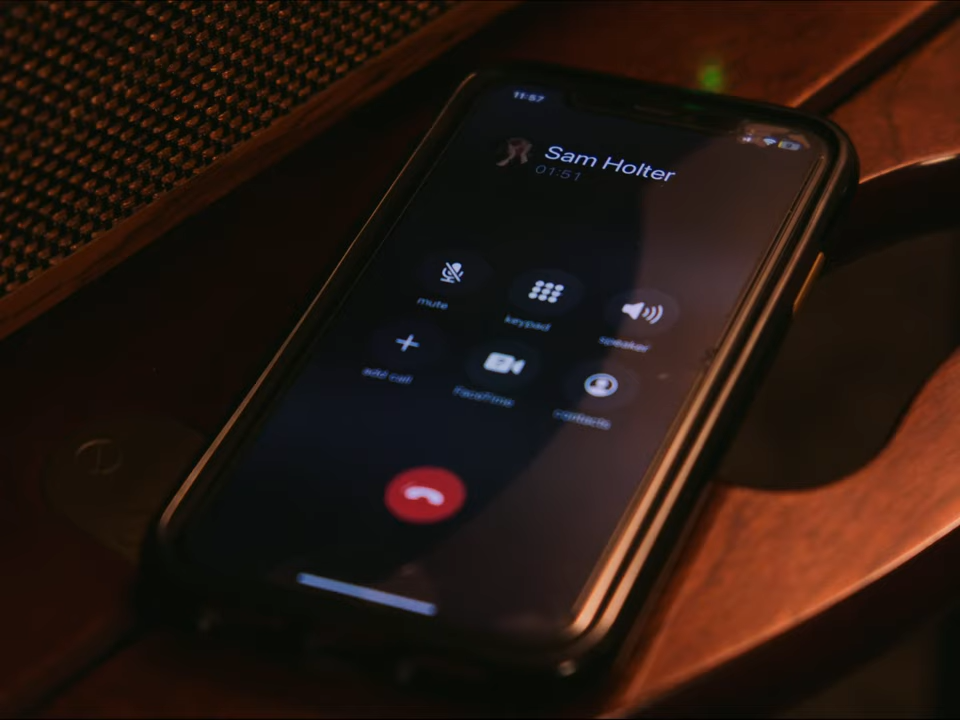 11:57
Sam Holter
01:51
mute
keypad
speaker
add call
FaceTime
contacts